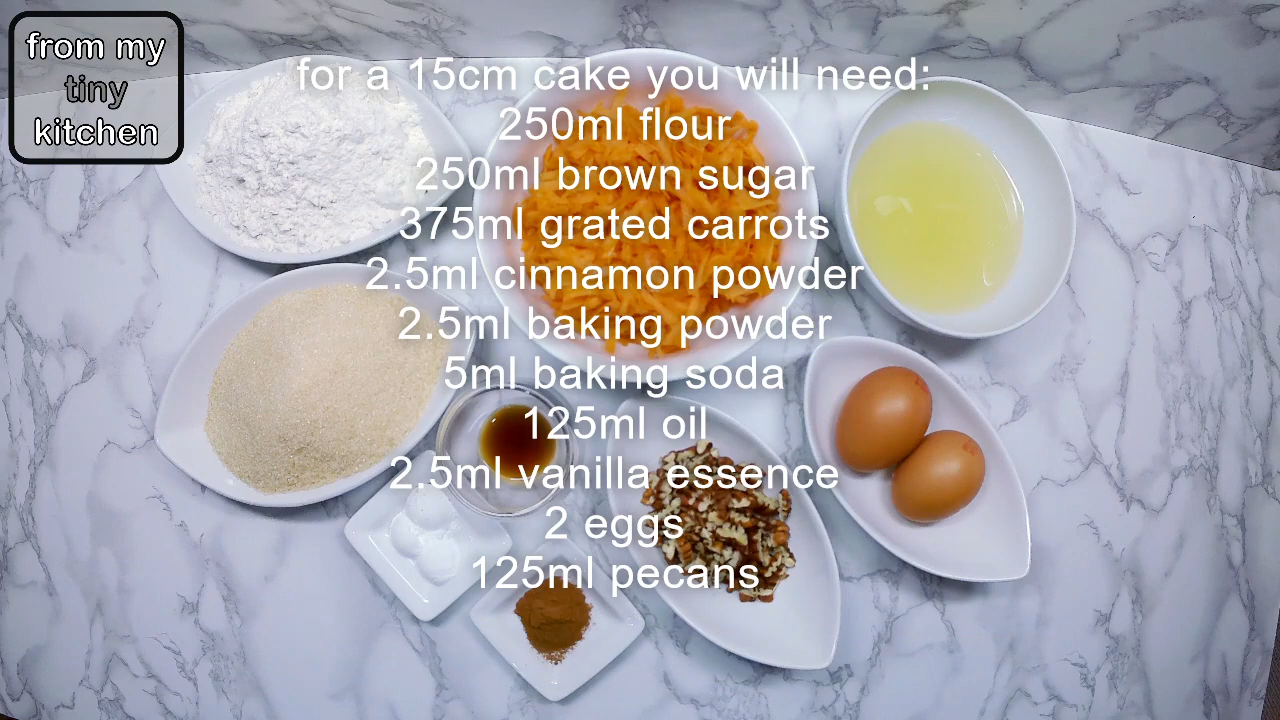 from my
tiny
kitchen
for a 15cm cake you will need:
250ml flour
250ml brown sugar
375ml grated carrots
2.5ml cinnamon powder
2.5ml baking powder
5ml baking soda
125ml oil
2.5ml vanilla essence
2 eggs
125ml pecans